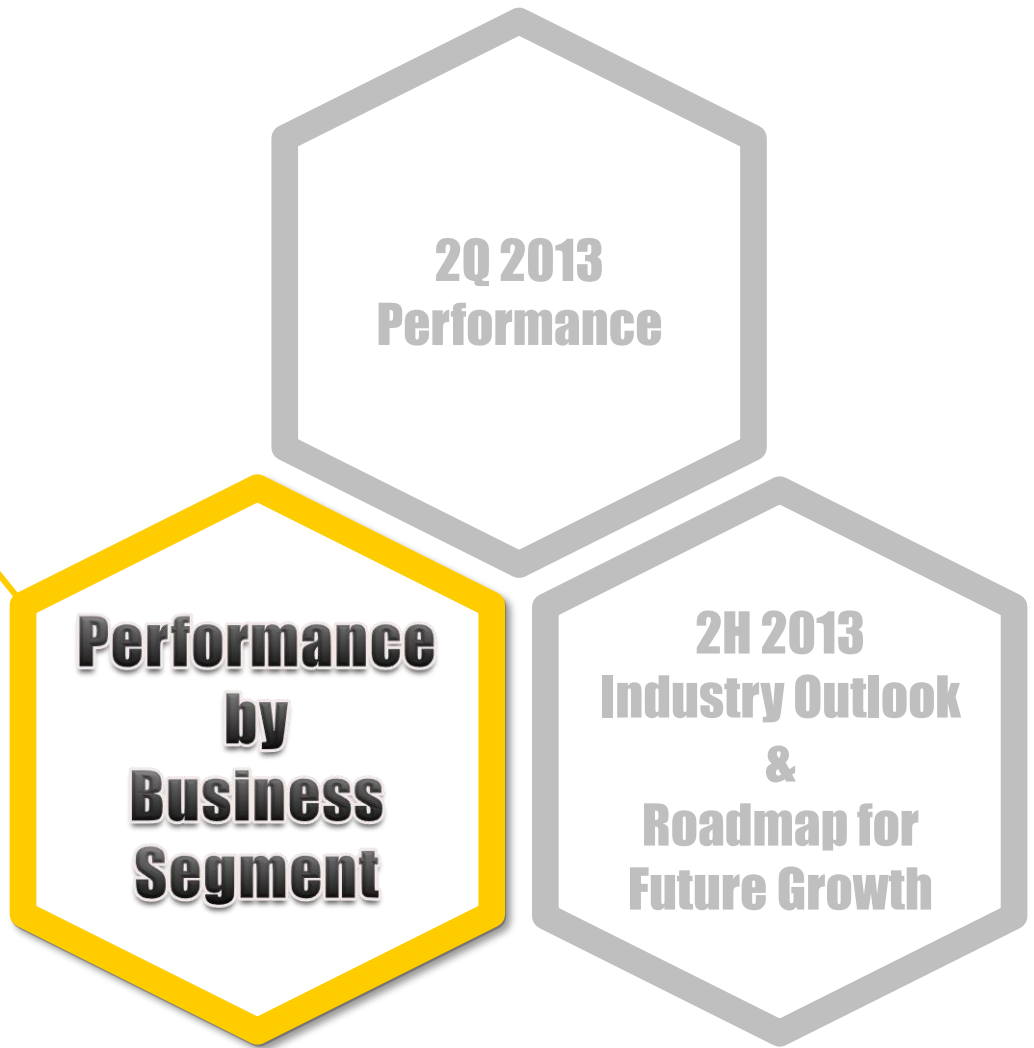 2Q 2013
Performance
Performance
by
Business
Segment
2H 2013
Industry Outlook
&
Roadmap for
Future Growth